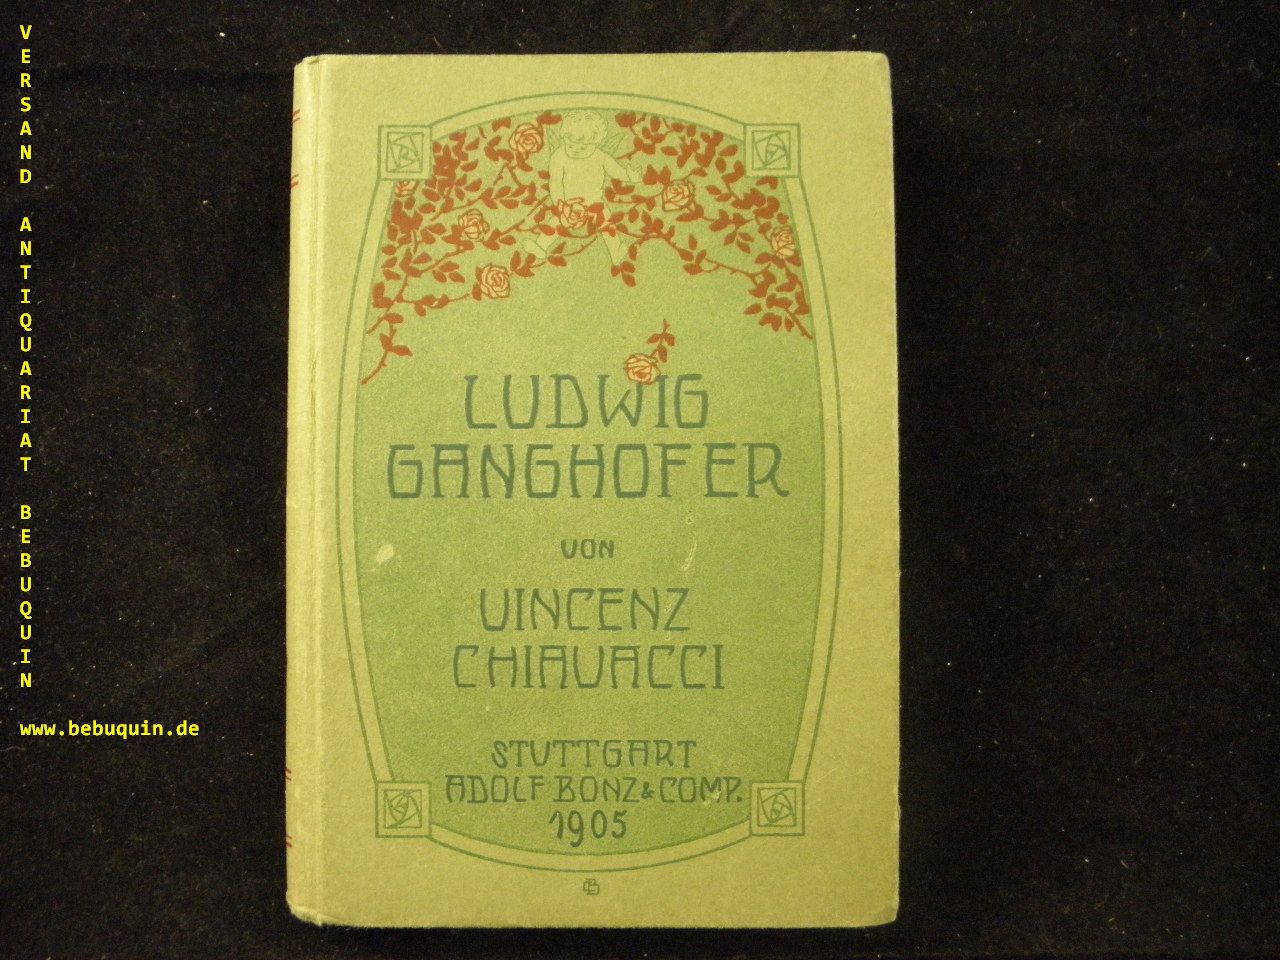 VERSAND ANTIQUARIAT BEBUQUIN
www.bebuquin.de
LUDWIG
GANGHOFER
VON
VINCENZ
CHIAVACCI
STUTTGART
ADOLF BONZ & COMP.
1905